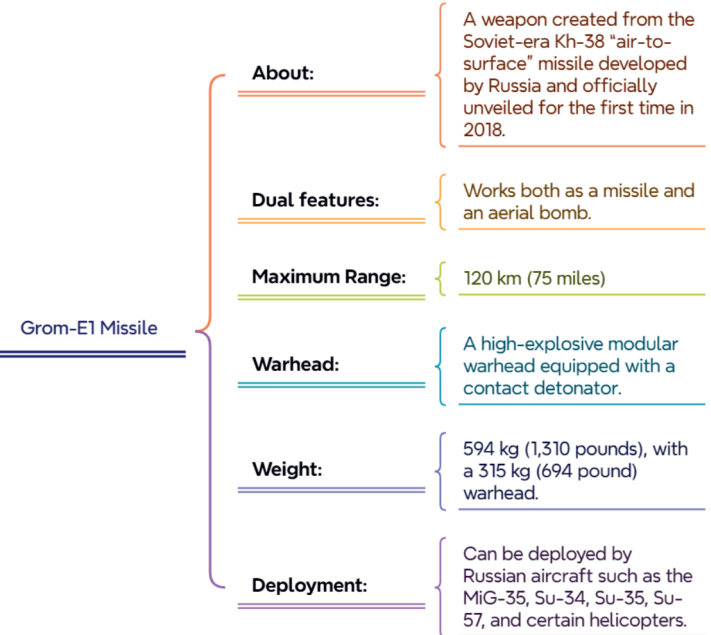 Grom-E1 Missile
About:
A weapon created from the
Soviet-era Kh-38 “air-to-
surface” missile developed
by Russia and officially
unveiled for the first time in
2018.
Dual features:
Works both as a missile and
an aerial bomb.
Maximum Range:
120 km (75 miles)
Warhead:
A high-explosive modular
warhead equipped with a
contact detonator.
Weight:
594 kg (1,310 pounds), with
a 315 kg (694 pound)
warhead.
Deployment:
Can be deployed by
Russian aircraft such as the
MiG-35, Su-34, Su-35, Su-
57, and certain helicopters.